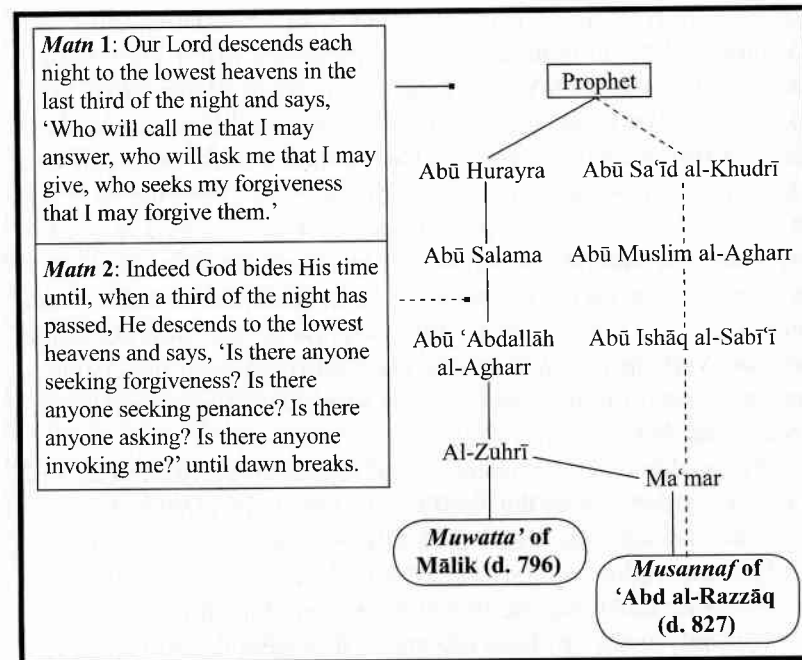 Matn 1: Our Lord descends each
night to the lowest heavens in the
last third of the night and says,
‘Who will call me that I may
answer, who will ask me that I may
give, who seeks my forgiveness
that I may forgive them.’
Matn 2: Indeed God bides His time
until, when a third of the night has
passed, He descends to the lowest
heavens and says, ‘Is there anyone
seeking forgiveness? Is there
anyone seeking penance? Is there
anyone asking? Is there anyone
invoking me?’ until dawn breaks.
Prophet
Abū Hurayra
Abū Sa‘īd al-Khudrī
Abū Salama
Abū Muslim al-Agharr
Abū ‘Abdallāh
al-Agharr
Abū Ishāq al-Sabī‘ī
Al-Zuhrī
Ma‘mar
Muwatta’ of
Mālik (d. 796)
Musannaf of
‘Abd al-Razzāq
(d. 827)